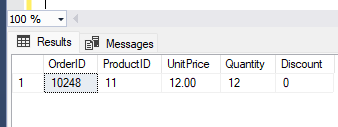 100 %
Results Messages
OrderID ProductID UnitPrice Quantity Discount
1 10248 11 12.00 12 0